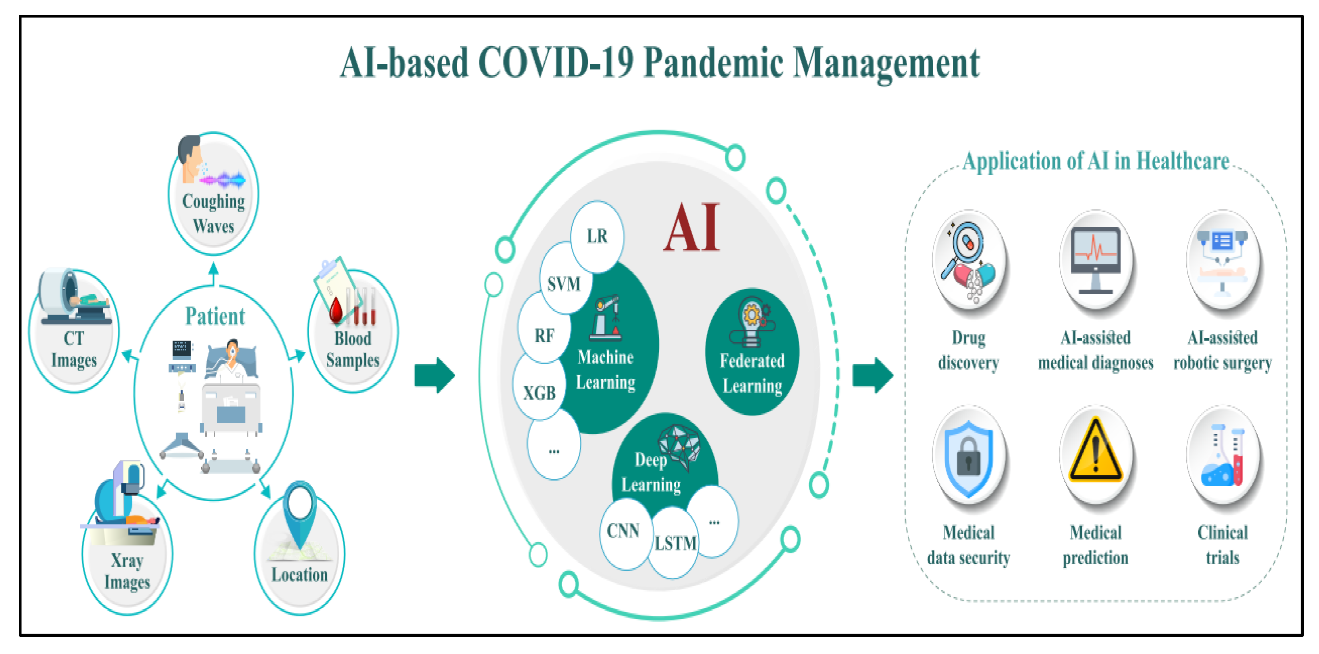 AI-based COVID-19 Pandemic Management
Coughing
Waves
CT
Images
Patient
Blood
Samples
Xray
Images
Location
AI
LR
SVM
RF
XGB
...
Machine
Learning
Federated
Learning
Deep
Learning
CNN
LSTM
...
Application of AI in Healthcare
Drug
discovery
AI-assisted
medical diagnoses
AI-assisted
robotic surgery
Medical
data security
Medical
prediction
Clinical
trials